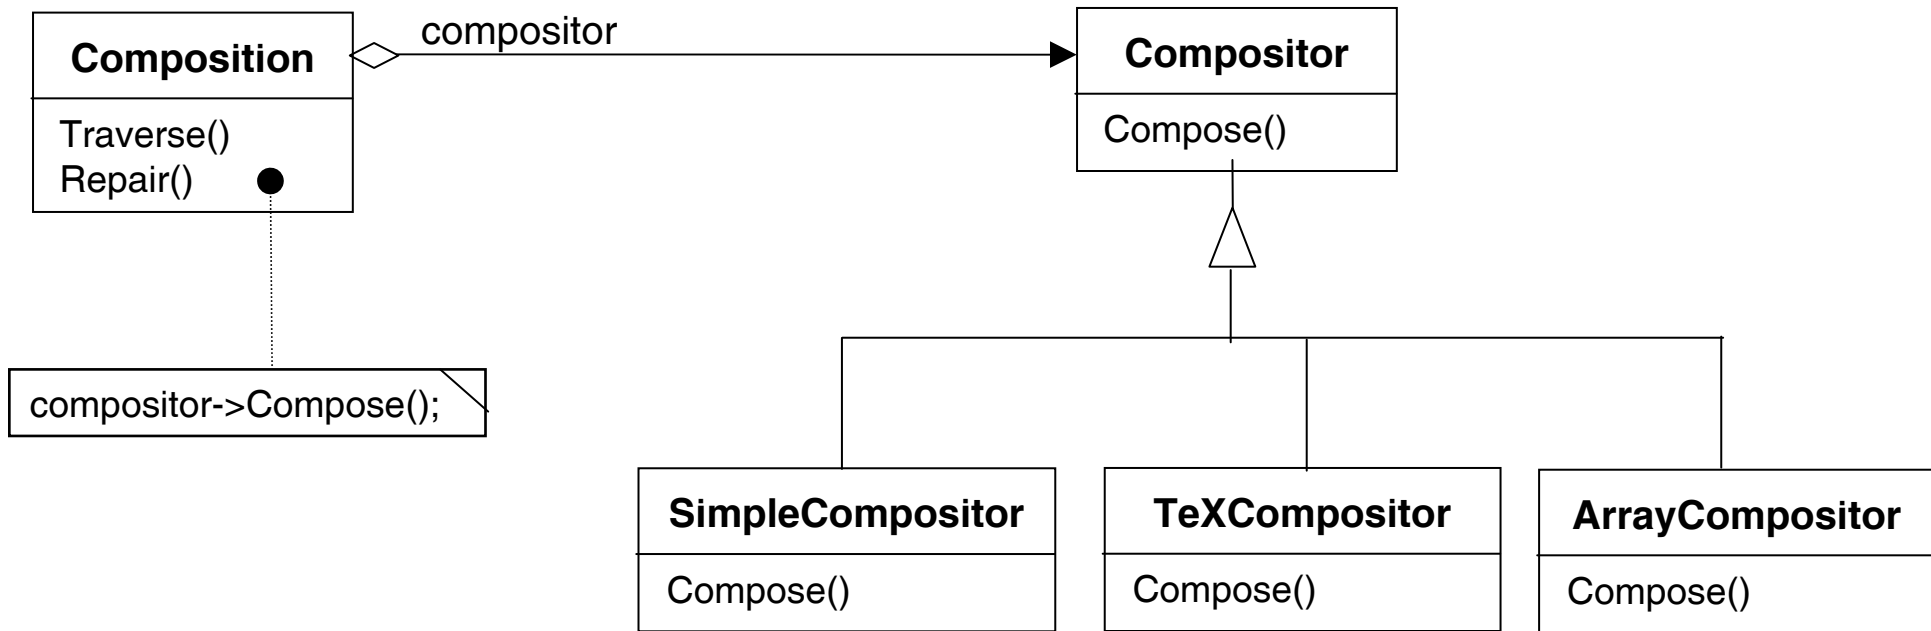 Composition
compositor
Compositor
Traverse()
Repair()
Compose()
compositor->Compose();
SimpleCompositor
TeXCompositor
ArrayCompositor
Compose()
Compose()
Compose()